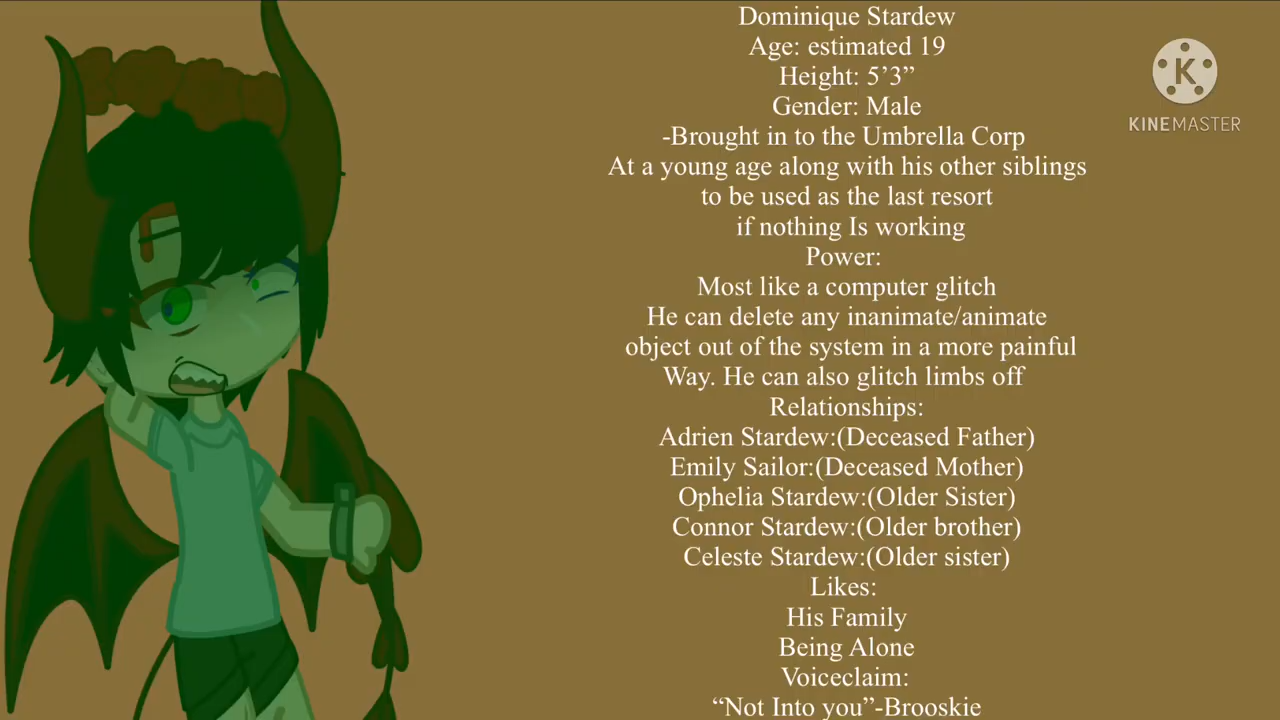 Dominique Stardew
Age: estimated 19
Height: 5’3”
Gender: Male
-Brought in to the Umbrella Corp
At a young age along with his other siblings
to be used as the last resort
if nothing Is working
Power:
Most like a computer glitch
He can delete any inanimate/animate
object out of the system in a more painful
Way. He can also glitch limbs off
Relationships:
Adrien Stardew:(Deceased Father)
Emily Sailor:(Deceased Mother)
Ophelia Stardew:(Older Sister)
Connor Stardew:(Older brother)
Celeste Stardew:(Older sister)
Likes:
His Family
Being Alone
Voiceclaim:
“Not Into you”-Brooskie
K
KINEMASTER